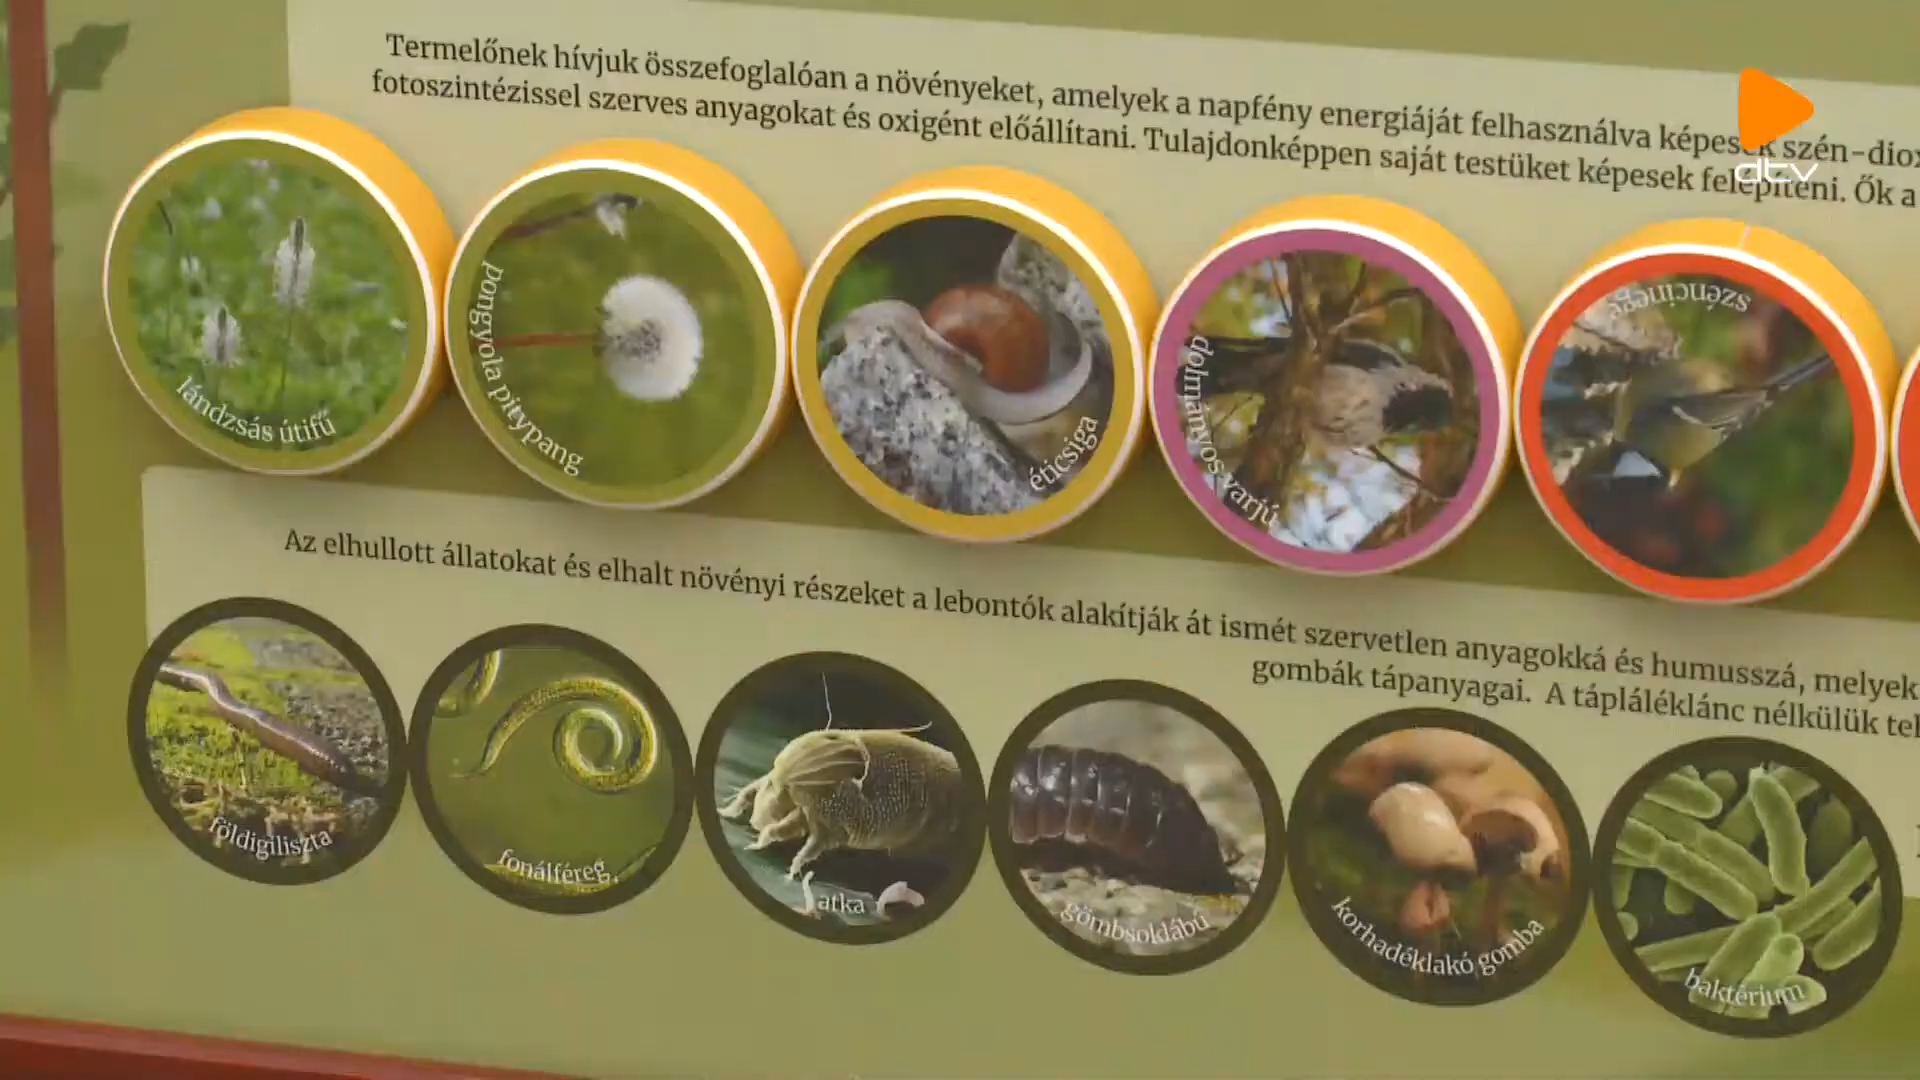 Termelőnek hívjuk összefoglalóan a növényeket, amelyek a napfény energiáját felhasználva képesek szén-diox
fotoszintézissel szerves anyagokat és oxigént előállítani. Tulajdonképpen saját testüket képesek felépíteni. Ők a
dtv
lándzsás útifű
pongyola pitypang
éticsiga
dolmányos varjú
széncinege
Az elhullott állatokat és elhalt növényi részeket a lebontók alakítják át ismét szervetlen anyagokká és humusszá, melyek
gombák tápanyagai. A tápláléklánc nélkülük tel
földigiliszta
fonálféreg
atka
gömbsoklábú
korhadéklakó gomba
baktérium